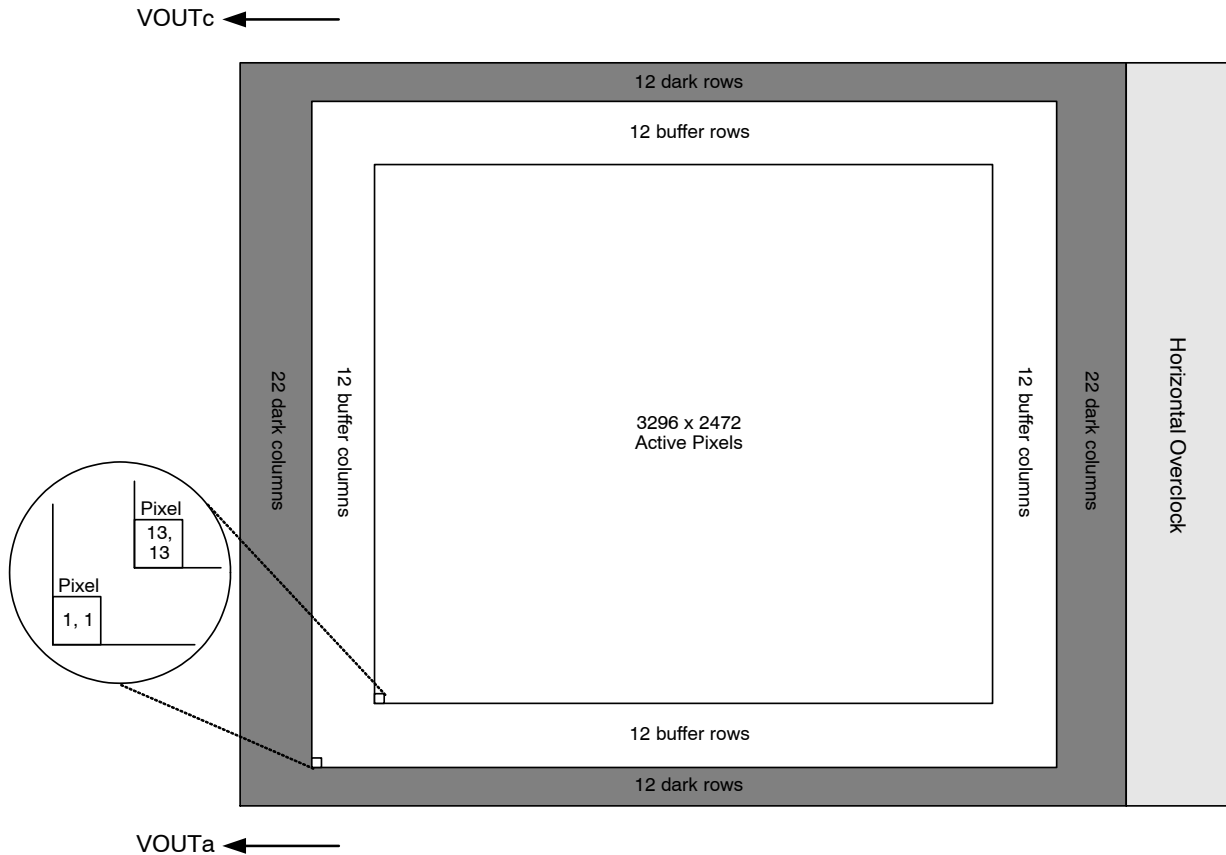 VOUTc
12 dark rows
12 buffer rows
22 dark columns
12 buffer columns
3296 x 2472
Active Pixels
12 buffer columns
22 dark columns
Horizontal Overclock
Pixel
13,
13
Pixel
1, 1
12 buffer rows
12 dark rows
VOUTa